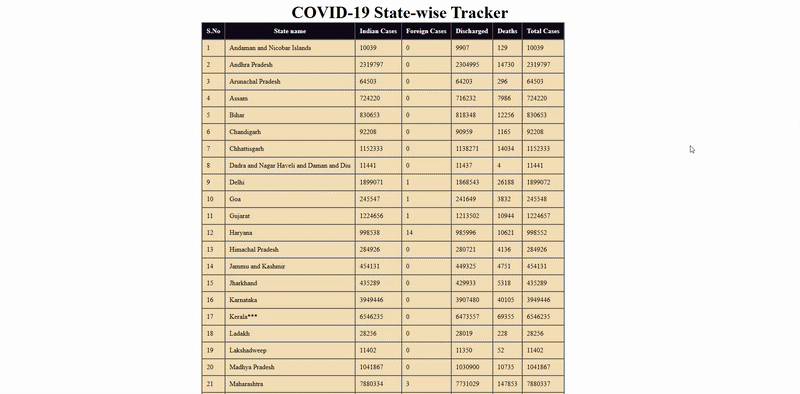 COVID-19 State-wise Tracker
S.No State name Indian Cases Foreign Cases Discharged Deaths Total Cases
1 Andaman and Nicobar Islands 10039 0 9907 129 10039
2 Andhra Pradesh 2319797 0 2304995 14730 2319797
3 Arunachal Pradesh 64503 0 64203 296 64503
4 Assam 724220 0 716232 7986 724220
5 Bihar 830653 0 818348 12256 830653
6 Chandigarh 92208 0 90959 1165 92208
7 Chhattisgarh 1152333 0 1138271 14034 1152333
8 Dadra and Nagar Haveli and Daman and Diu 11441 0 11437 4 11441
9 Delhi 1899071 1 1868543 26188 1899072
10 Goa 245547 1 241649 3832 245548
11 Gujarat 1224656 1 1213502 10944 1224657
12 Haryana 998538 14 985996 10621 998552
13 Himachal Pradesh 284926 0 280721 4136 284926
14 Jammu and Kashmir 454131 0 449325 4751 454131
15 Jharkhand 435289 0 429933 5318 435289
16 Karnataka 3949446 0 3907480 40105 3949446
17 Kerala*** 6546235 0 6473557 69355 6546235
18 Ladakh 28256 0 28019 228 28256
19 Lakshadweep 11402 0 11350 52 11402
20 Madhya Pradesh 1041867 0 1030900 10735 1041867
21 Maharashtra 7880334 3 7731029 147853 7880337